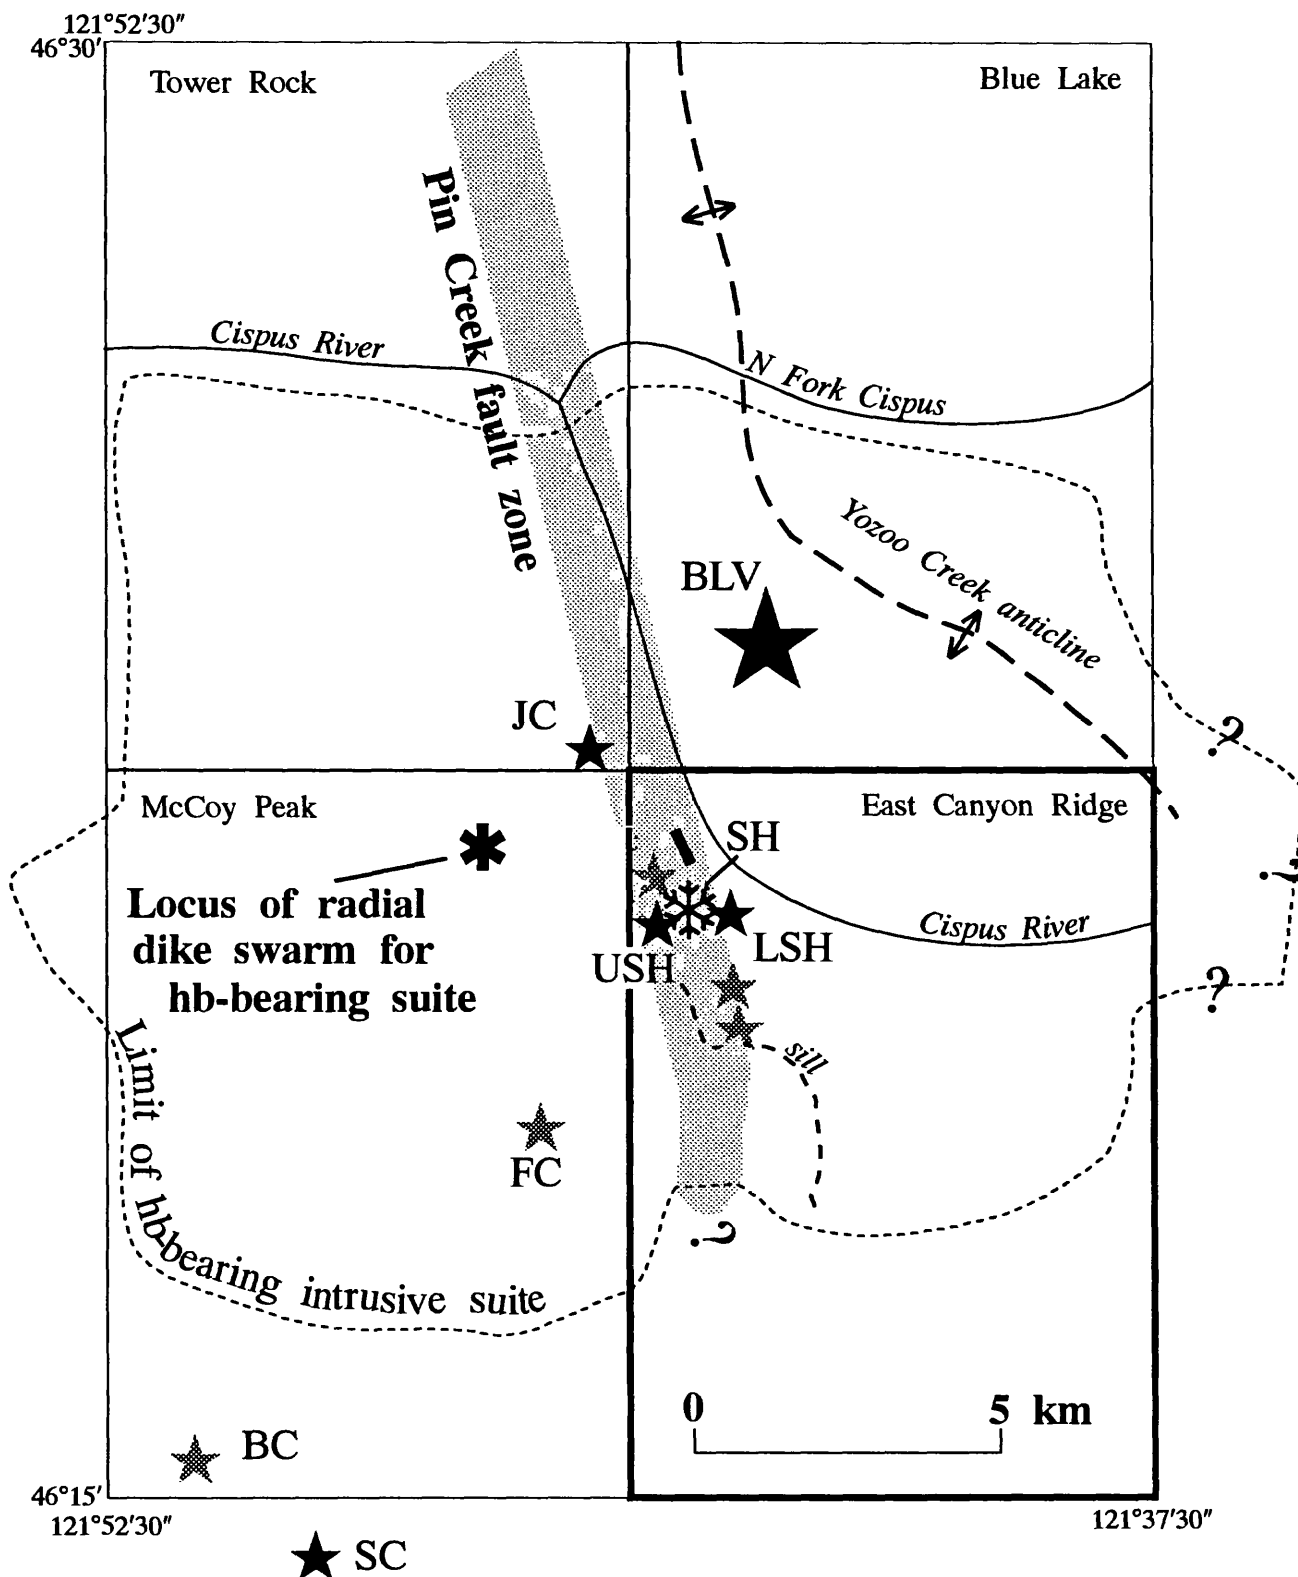 121°52′30″
46°30′
Tower Rock
Blue Lake
Pin Creek fault zone
Cispus River
N Fork Cispus
Yozoo Creek anticline
BLV
JC
?
McCoy Peak
East Canyon Ridge
SH
?
Locus of radial
dike swarm for
hb-bearing suite
Cispus River
USH
LSH
?
sill
Limit of hb-bearing intrusive suite
FC
?
0 5 km
BC
46°15′
121°52′30″
121°37′30″
SC